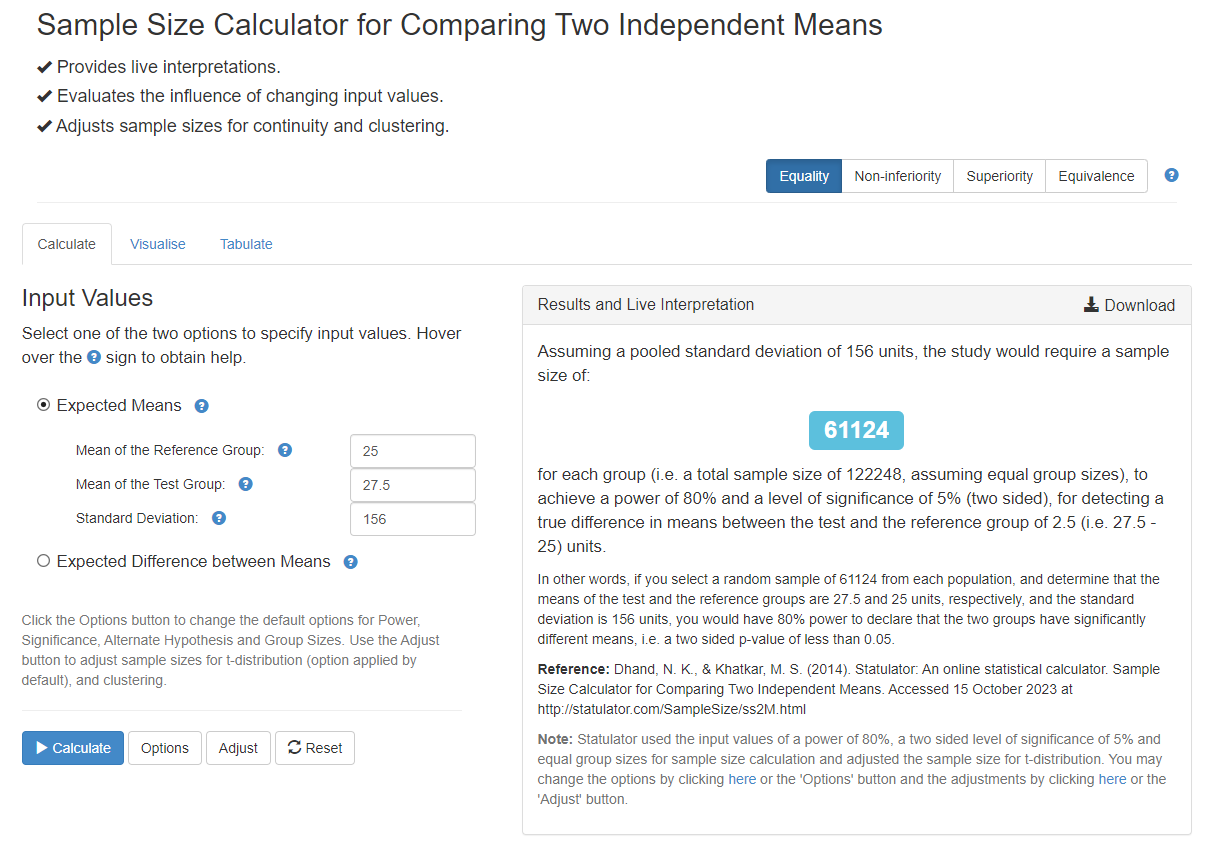 Sample Size Calculator for Comparing Two Independent Means
Provides live interpretations.
Evaluates the influence of changing input values.
Adjusts sample sizes for continuity and clustering.
Equality Non-inferiority Superiority Equivalence ?
Calculate Visualise Tabulate
Input Values
Select one of the two options to specify input values. Hover
over the ? sign to obtain help.
Expected Means ?
Mean of the Reference Group: ? 25
Mean of the Test Group: ? 27.5
Standard Deviation: ? 156
Expected Difference between Means ?
Click the Options button to change the default options for Power,
Significance, Alternate Hypothesis and Group Sizes. Use the Adjust
button to adjust sample sizes for t-distribution (option applied by
default), and clustering.
Calculate Options Adjust Reset
Results and Live Interpretation Download
Assuming a pooled standard deviation of 156 units, the study would require a sample
size of:
61124
for each group (i.e. a total sample size of 122248, assuming equal group sizes), to
achieve a power of 80% and a level of significance of 5% (two sided), for detecting a
true difference in means between the test and the reference group of 2.5 (i.e. 27.5 -
25) units.
In other words, if you select a random sample of 61124 from each population, and determine that the
means of the test and the reference groups are 27.5 and 25 units, respectively, and the standard
deviation is 156 units, you would have 80% power to declare that the two groups have significantly
different means, i.e. a two sided p-value of less than 0.05.
Reference: Dhand, N. K., & Khatkar, M. S. (2014). Statulator: An online statistical calculator. Sample
Size Calculator for Comparing Two Independent Means. Accessed 15 October 2023 at
http://statulator.com/SampleSize/ss2M.html
Note: Statulator used the input values of a power of 80%, a two sided level of significance of 5% and
equal group sizes for sample size calculation and adjusted the sample size for t-distribution. You may
change the options by clicking here or the 'Options' button and the adjustments by clicking here or the
'Adjust' button.